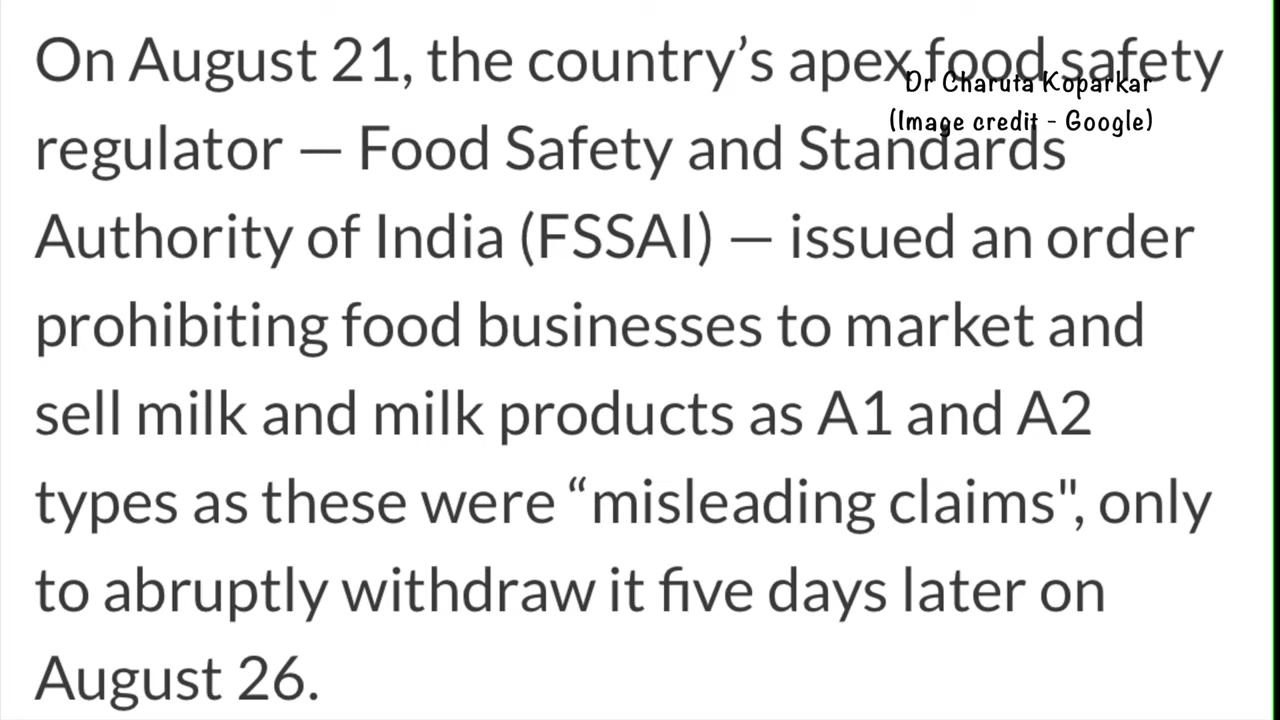 On August 21, the country’s apex food safety
Dr Charuta Koparkar
(Image credit - Google)
regulator — Food Safety and Standards
Authority of India (FSSAI) — issued an order
prohibiting food businesses to market and
sell milk and milk products as A1 and A2
types as these were “misleading claims", only
to abruptly withdraw it five days later on
August 26.